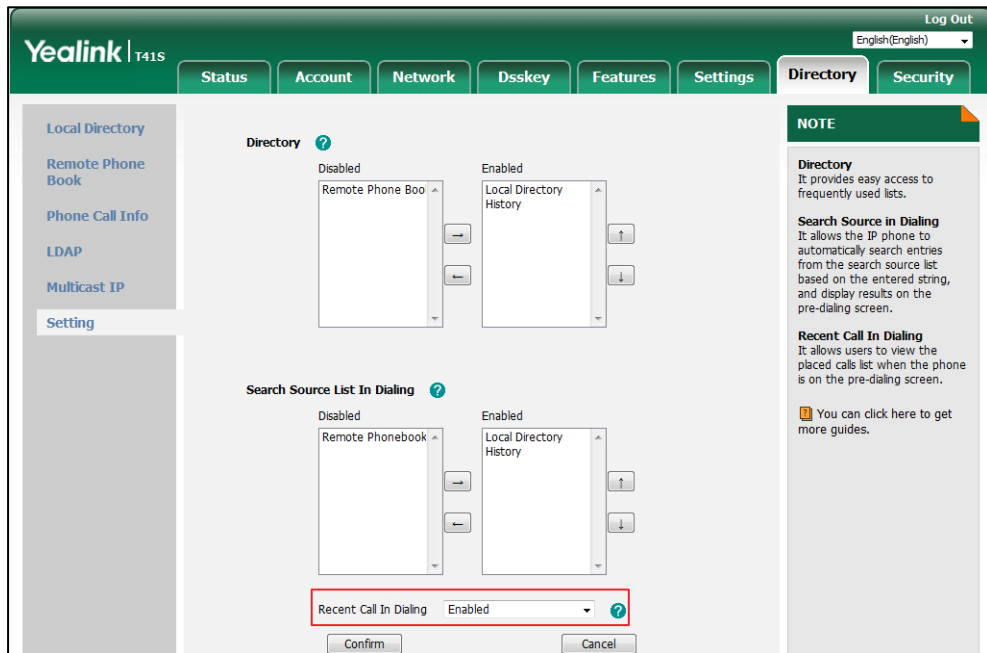 Log Out
English(English)
Yealink | T41S
Status Account Network Dsskey Features Settings Directory Security
Local Directory
Remote Phone
Book
Phone Call Info
LDAP
Multicast IP
Setting
Directory ?
Disabled Enabled
Remote Phone Boo Local Directory
History
→
←
↑
↓
Search Source List In Dialing ?
Disabled Enabled
Remote Phonebook Local Directory
History
→
←
↑
↓
Recent Call In Dialing Enabled ?
Confirm Cancel
NOTE
Directory
It provides easy access to
frequently used lists.
Search Source in Dialing
It allows the IP phone to
automatically search entries
from the search source list
based on the entered string,
and display results on the
pre-dialing screen.
Recent Call In Dialing
It allows users to view the
placed calls list when the phone
is on the pre-dialing screen.
? You can click here to get
more guides.